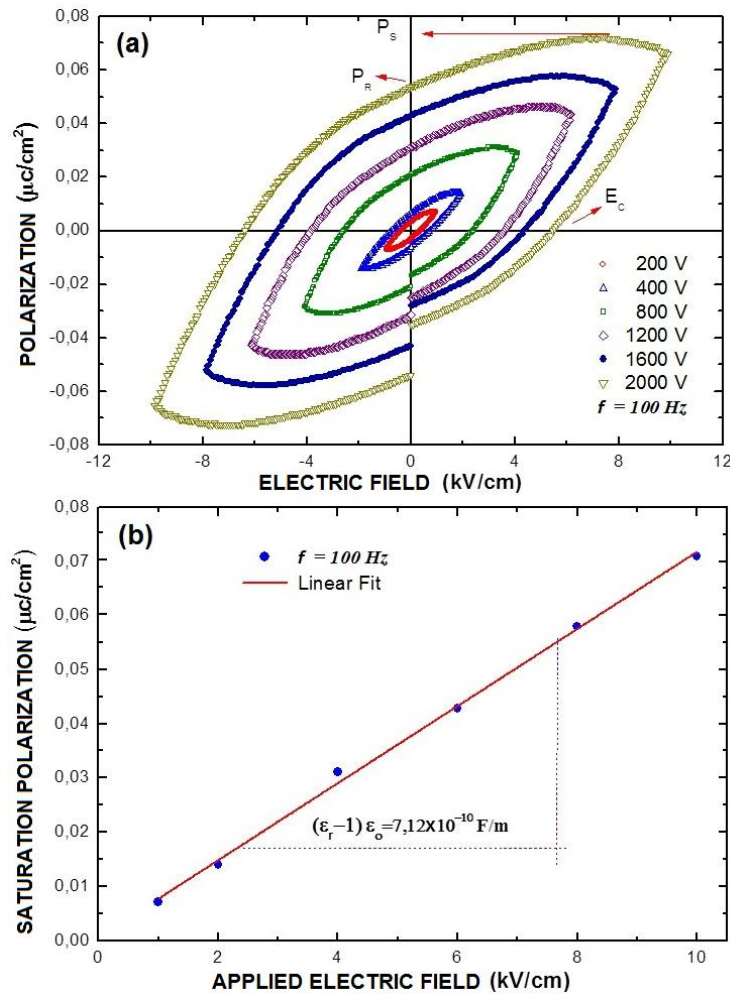 (a)
P_S
P_R
E_C
0,08
0,06
0,04
0,02
0,00
-0,02
-0,04
-0,06
-0,08
POLARIZATION (μc/cm²)
200 V
400 V
800 V
1200 V
1600 V
2000 V
f = 100 Hz
-12 -8 -4 0 4 8 12
ELECTRIC FIELD (kV/cm)
(b)
f = 100 Hz
Linear Fit
0,08
0,07
0,06
0,05
0,04
0,03
0,02
0,01
0,00
SATURATION POLARIZATION (μc/cm²)
(ε_r−1) ε_o=7,12X10⁻¹⁰ F/m
0 2 4 6 8 10
APPLIED ELECTRIC FIELD (kV/cm)